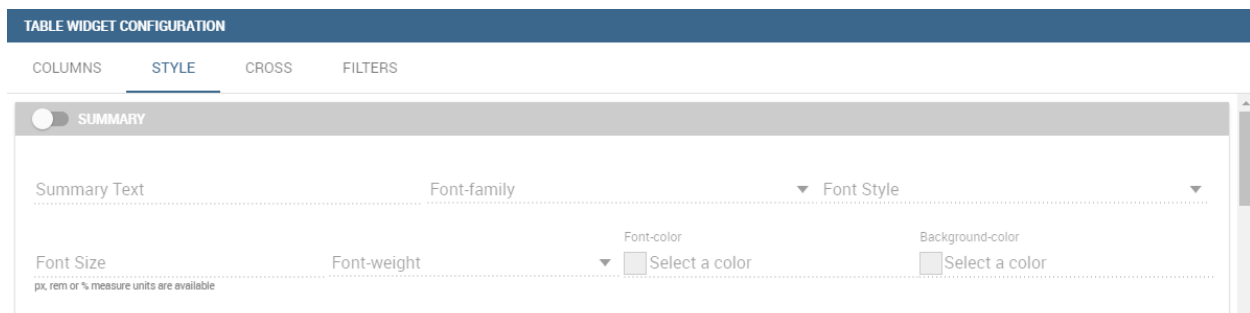 TABLE WIDGET CONFIGURATION
COLUMNS STYLE CROSS FILTERS
SUMMARY
Summary Text Font-family Font Style
Font-color Background-color
Font Size Font-weight Select a color Select a color
px, rem or % measure units are available